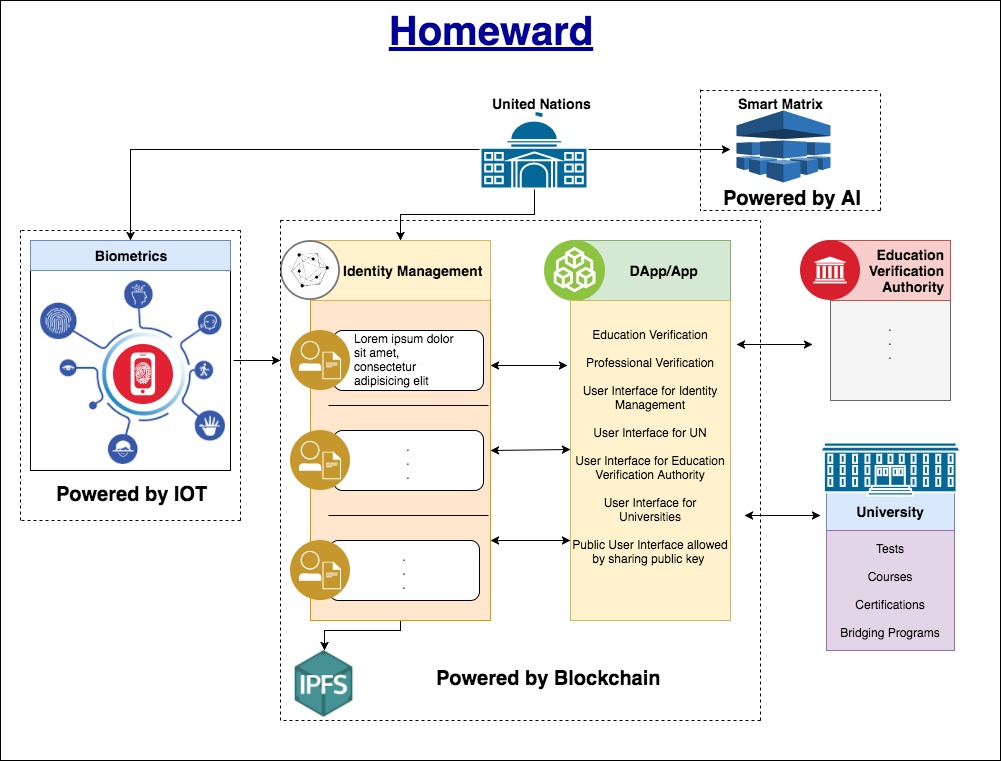 Homeward
United Nations
Smart Matrix
Powered by AI
Biometrics
Powered by IOT
Identity Management
Lorem ipsum dolor
sit amet,
consectetur
adipisicing elit
.
.
.
.
.
.
IPFS
DApp/App
Education Verification
Professional Verification
User Interface for Identity
Management
User Interface for UN
User Interface for Education
Verification Authority
User Interface for
Universities
Public User Interface allowed
by sharing public key
Powered by Blockchain
Education
Verification
Authority
.
.
.
University
Tests
Courses
Certifications
Bridging Programs